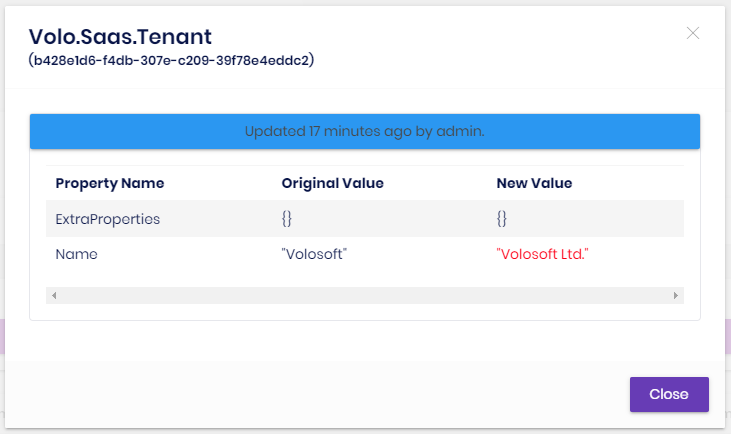 Volo.Saas.Tenant
(b428e1d6-f4db-307e-c209-39f78e4eddc2)
Updated 17 minutes ago by admin.
Property Name Original Value New Value
ExtraProperties {} {}
Name "Volosoft" "Volosoft Ltd."
Close